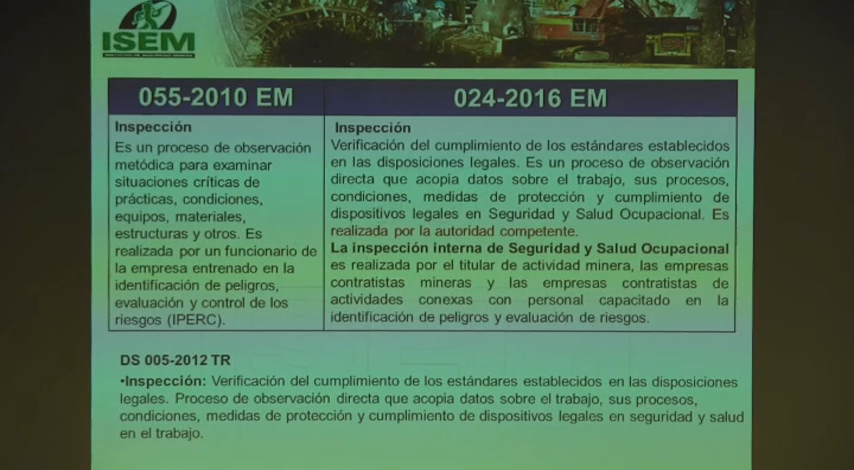 ISEM
055-2010 EM
024-2016 EM
Inspección
Es un proceso de observación
metódica para examinar
situaciones críticas de
prácticas, condiciones,
equipos, materiales,
estructuras y otros. Es
realizada por un funcionario de
la empresa entrenado en la
identificación de peligros,
evaluación y control de los
riesgos (IPERC).
Inspección
Verificación del cumplimiento de los estándares establecidos
en las disposiciones legales. Es un proceso de observación
directa que acopia datos sobre el trabajo, sus procesos,
condiciones, medidas de protección y cumplimiento de
dispositivos legales en Seguridad y Salud Ocupacional. Es
realizada por la autoridad competente.
La inspección interna de Seguridad y Salud Ocupacional
es realizada por el titular de actividad minera, las empresas
contratistas mineras y las empresas contratistas de
actividades conexas con personal capacitado en la
identificación de peligros y evaluación de riesgos.
DS 005-2012 TR
•Inspección: Verificación del cumplimiento de los estándares establecidos en las disposiciones
legales. Proceso de observación directa que acopia datos sobre el trabajo, sus procesos,
condiciones, medidas de protección y cumplimiento de dispositivos legales en seguridad y salud
en el trabajo.